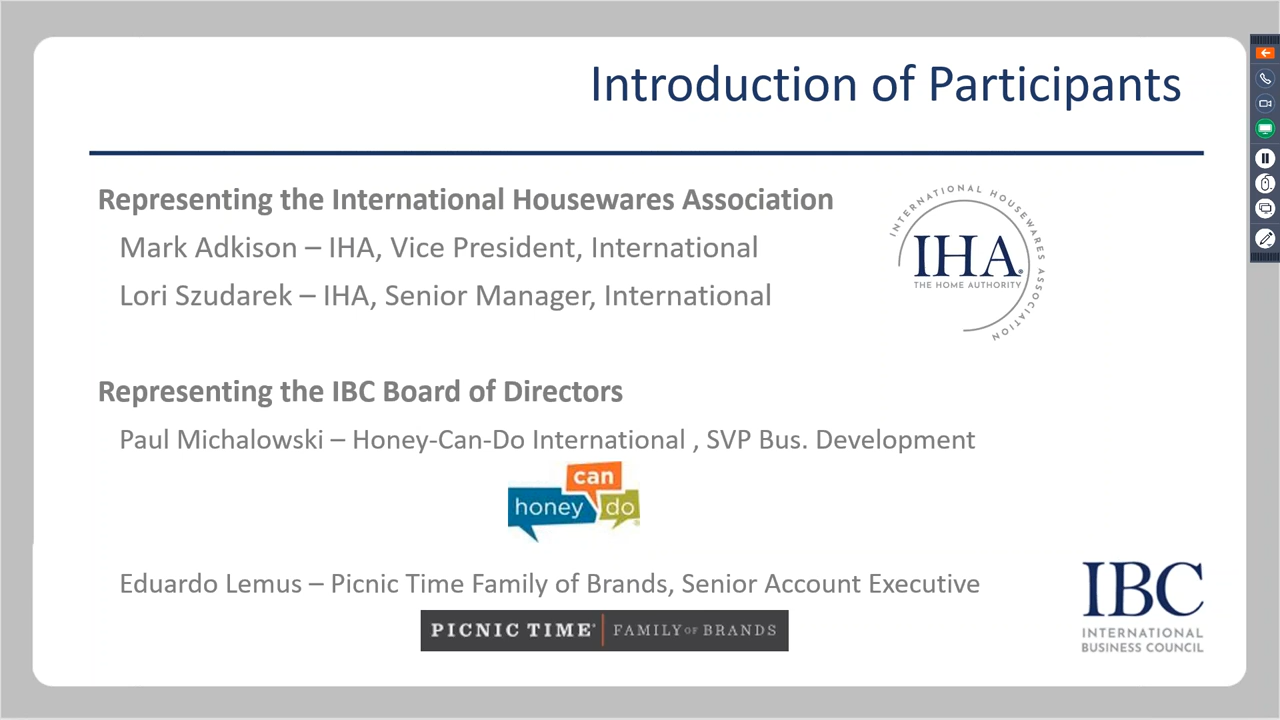 Introduction of Participants
Representing the International Housewares Association
Mark Adkison – IHA, Vice President, International
Lori Szudarek – IHA, Senior Manager, International
INTERNATIONAL HOUSEWARES ASSOCIATION
IHA®
THE HOME AUTHORITY
Representing the IBC Board of Directors
Paul Michalowski – Honey-Can-Do International , SVP Bus. Development
can
honey do®
Eduardo Lemus – Picnic Time Family of Brands, Senior Account Executive
PICNIC TIME® FAMILY OF BRANDS
IBC
INTERNATIONAL
BUSINESS COUNCIL